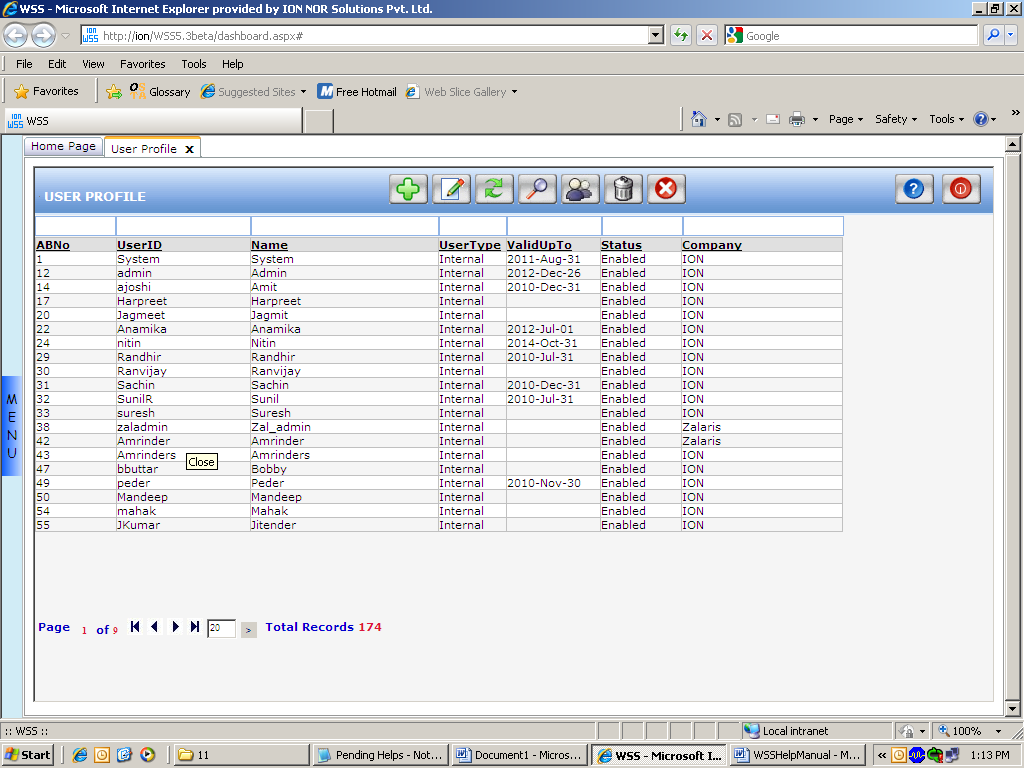 WSS - Microsoft Internet Explorer provided by ION NOR Solutions Pvt. Ltd.
ION WSS http://ion/WSS5.3beta/dashboard.aspx# Google
File Edit View Favorites Tools Help
Favorites Glossary Suggested Sites Free Hotmail Web Slice Gallery
ION WSS WSS Page Safety Tools »
Home Page User Profile x
USER PROFILE
ABNo UserID Name UserType ValidUpTo Status Company
1 System System Internal 2011-Aug-31 Enabled ION
12 admin Admin Internal 2012-Dec-26 Enabled ION
14 ajoshi Amit Internal 2010-Dec-31 Enabled ION
17 Harpreet Harpreet Internal Enabled ION
20 Jagmeet Jagmit Internal Enabled ION
22 Anamika Anamika Internal 2012-Jul-01 Enabled ION
24 nitin Nitin Internal 2014-Oct-31 Enabled ION
29 Randhir Randhir Internal 2010-Jul-31 Enabled ION
30 Ranvijay Ranvijay Internal Enabled ION
31 Sachin Sachin Internal 2010-Dec-31 Enabled ION
32 SunilR Sunil Internal 2010-Jul-31 Enabled ION
33 suresh Suresh Internal Enabled ION
38 zaladmin Zal_admin Internal Enabled Zalaris
42 Amrinder Amrinder Internal Enabled Zalaris
43 Amrinders Amrinders Internal Enabled ION
Close
47 bbuttar Bobby Internal Enabled ION
49 peder Peder Internal 2010-Nov-30 Enabled ION
50 Mandeep Mandeep Internal Enabled ION
54 mahak Mahak Internal Enabled ION
55 JKumar Jitender Internal Enabled ION
MENU
Page 1 of 9 20 > Total Records 174
:: WSS :: Local intranet 100%
Start 11 Pending Helps - Not... Document1 - Micros... WSS - Microsoft I... WSSHelpManual - M... « 1:13 PM